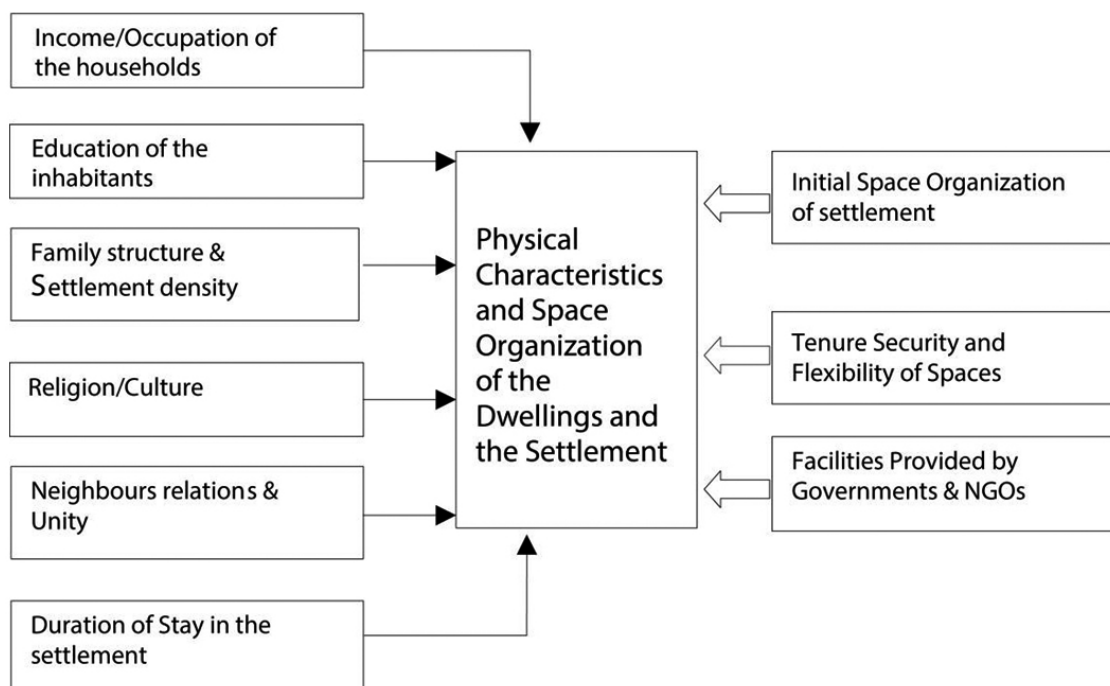 Income/Occupation of
the households
Education of the
inhabitants
Family structure &
Settlement density
Religion/Culture
Neighbours relations &
Unity
Duration of Stay in the
settlement
Physical
Characteristics
and Space
Organization
of the
Dwellings and
the Settlement
Initial Space Organization
of settlement
Tenure Security and
Flexibility of Spaces
Facilities Provided by
Governments & NGOs